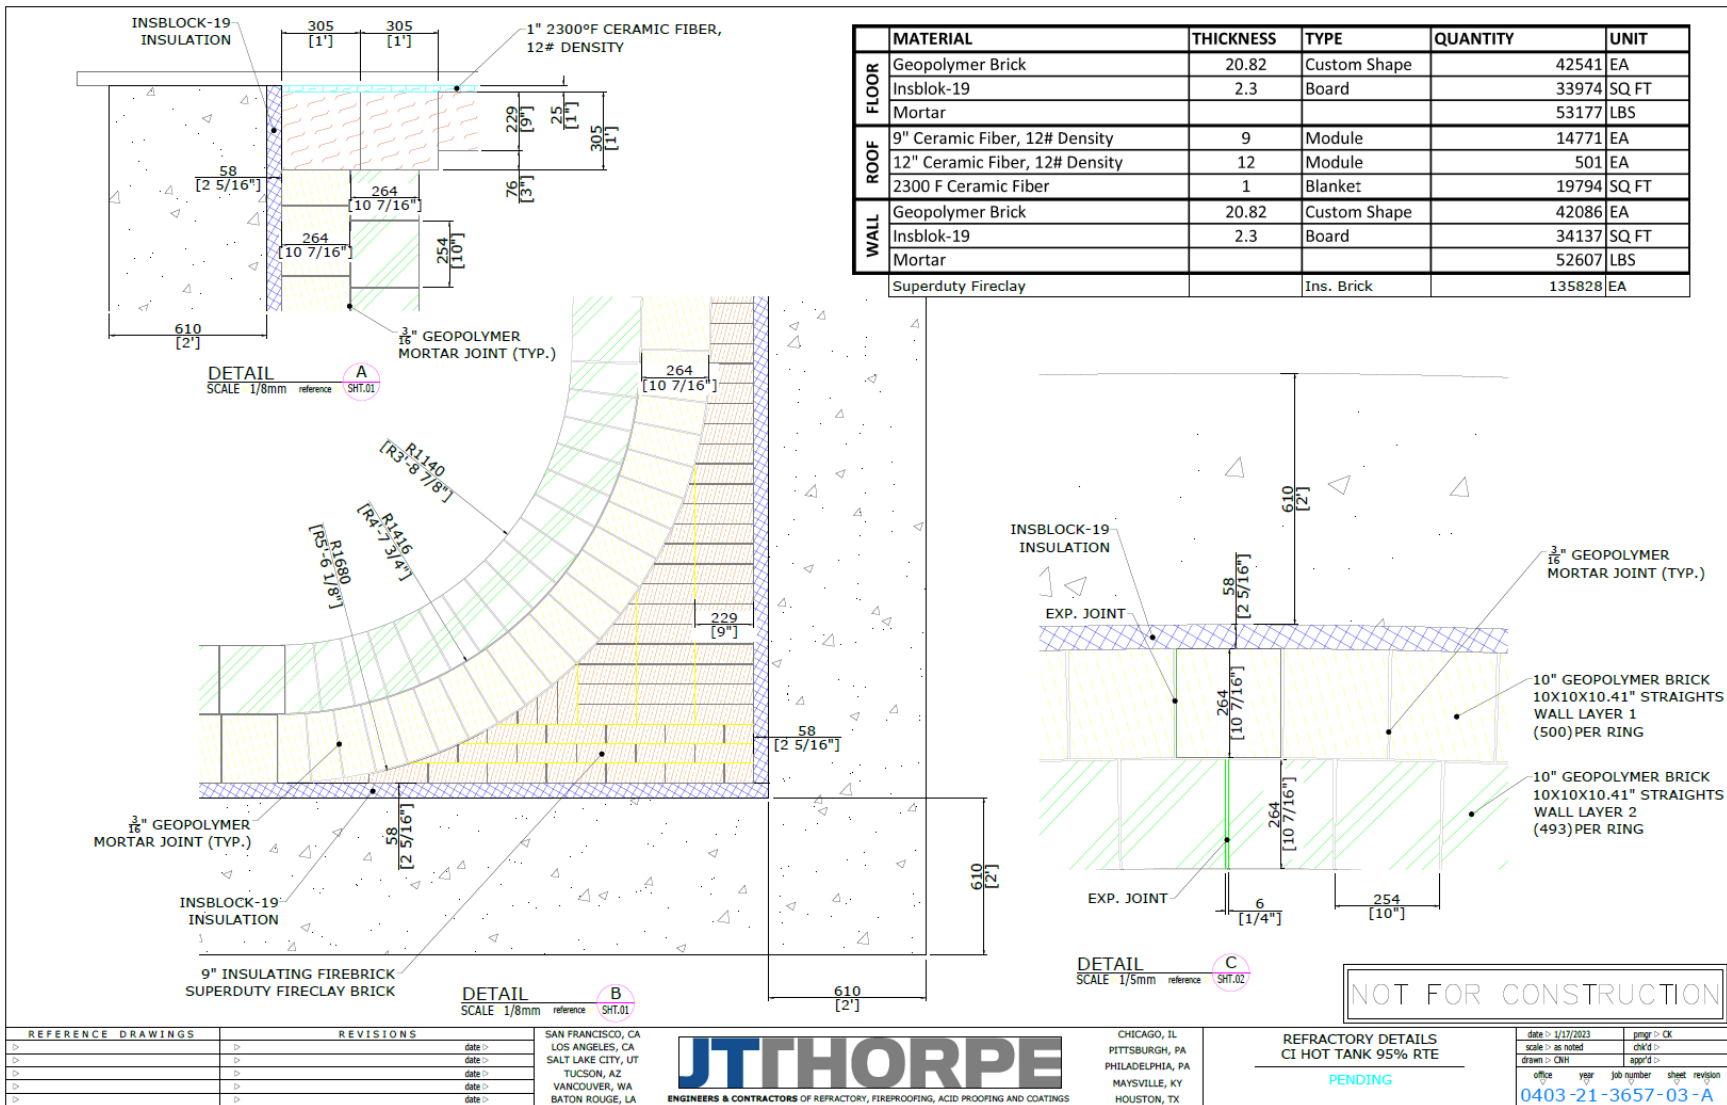 INSBLOCK-19
INSULATION
305
[1']
305
[1']
1" 2300°F CERAMIC FIBER,
12# DENSITY
229
[9"]
25
[1"]
305
[1']
76
[3"]
58
[2 5/16"]
264
[10 7/16"]
264
[10 7/16"]
254
[10"]
610
[2']
3/16" GEOPOLYMER
MORTAR JOINT (TYP.)
DETAIL A
SCALE 1/8mm reference SHT.01
MATERIAL THICKNESS TYPE QUANTITY UNIT
FLOOR
Geopolymer Brick 20.82 Custom Shape 42541 EA
Insblok-19 2.3 Board 33974 SQ FT
Mortar 53177 LBS
ROOF
9" Ceramic Fiber, 12# Density 9 Module 14771 EA
12" Ceramic Fiber, 12# Density 12 Module 501 EA
2300 F Ceramic Fiber 1 Blanket 19794 SQ FT
WALL
Geopolymer Brick 20.82 Custom Shape 42086 EA
Insblok-19 2.3 Board 34137 SQ FT
Mortar 52607 LBS
Superduty Fireclay Ins. Brick 135828 EA
264
[10 7/16"]
R1140
[R3'-8 7/8"]
R1416
[R4'-7 3/4"]
R1680
[R5'-6 1/8"]
229
[9"]
58
[2 5/16"]
58
[2 5/16"]
3/16" GEOPOLYMER
MORTAR JOINT (TYP.)
INSBLOCK-19
INSULATION
9" INSULATING FIREBRICK
SUPERDUTY FIRECLAY BRICK
610
[2']
610
[2']
DETAIL B
SCALE 1/8mm reference SHT.01
610
[2']
INSBLOCK-19
INSULATION
58
[2 5/16"]
EXP. JOINT
3/16" GEOPOLYMER
MORTAR JOINT (TYP.)
264
[10 7/16"]
10" GEOPOLYMER BRICK
10X10X10.41" STRAIGHTS
WALL LAYER 1
(500)PER RING
264
[10 7/16"]
10" GEOPOLYMER BRICK
10X10X10.41" STRAIGHTS
WALL LAYER 2
(493)PER RING
EXP. JOINT
6
[1/4"]
254
[10"]
DETAIL C
SCALE 1/5mm reference SHT.02
NOT FOR CONSTRUCTION
REFERENCE DRAWINGS
REVISIONS
date
date
date
date
date
SAN FRANCISCO, CA
LOS ANGELES, CA
SALT LAKE CITY, UT
TUCSON, AZ
VANCOUVER, WA
BATON ROUGE, LA
JTTHORPE
ENGINEERS & CONTRACTORS OF REFRACTORY, FIREPROOFING, ACID PROOFING AND COATINGS
CHICAGO, IL
PITTSBURGH, PA
PHILADELPHIA, PA
MAYSVILLE, KY
HOUSTON, TX
REFRACTORY DETAILS
CI HOT TANK 95% RTE
PENDING
date 1/17/2023 pmgr CK
scale as noted chk'd
drawn CNH appr'd
office year job number sheet revision
0403-21-3657-03-A